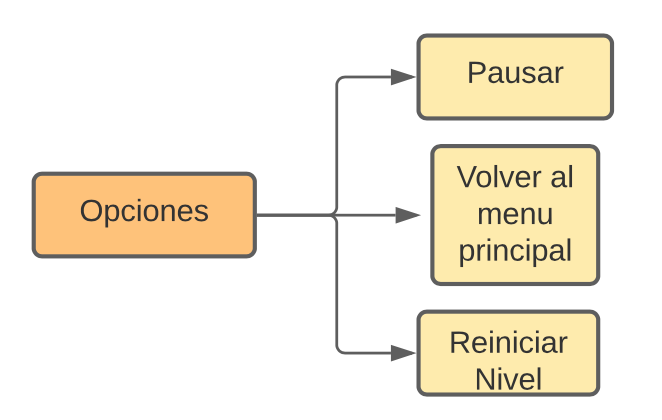 Opciones
Pausar
Volver al
menu
principal
Reiniciar
Nivel